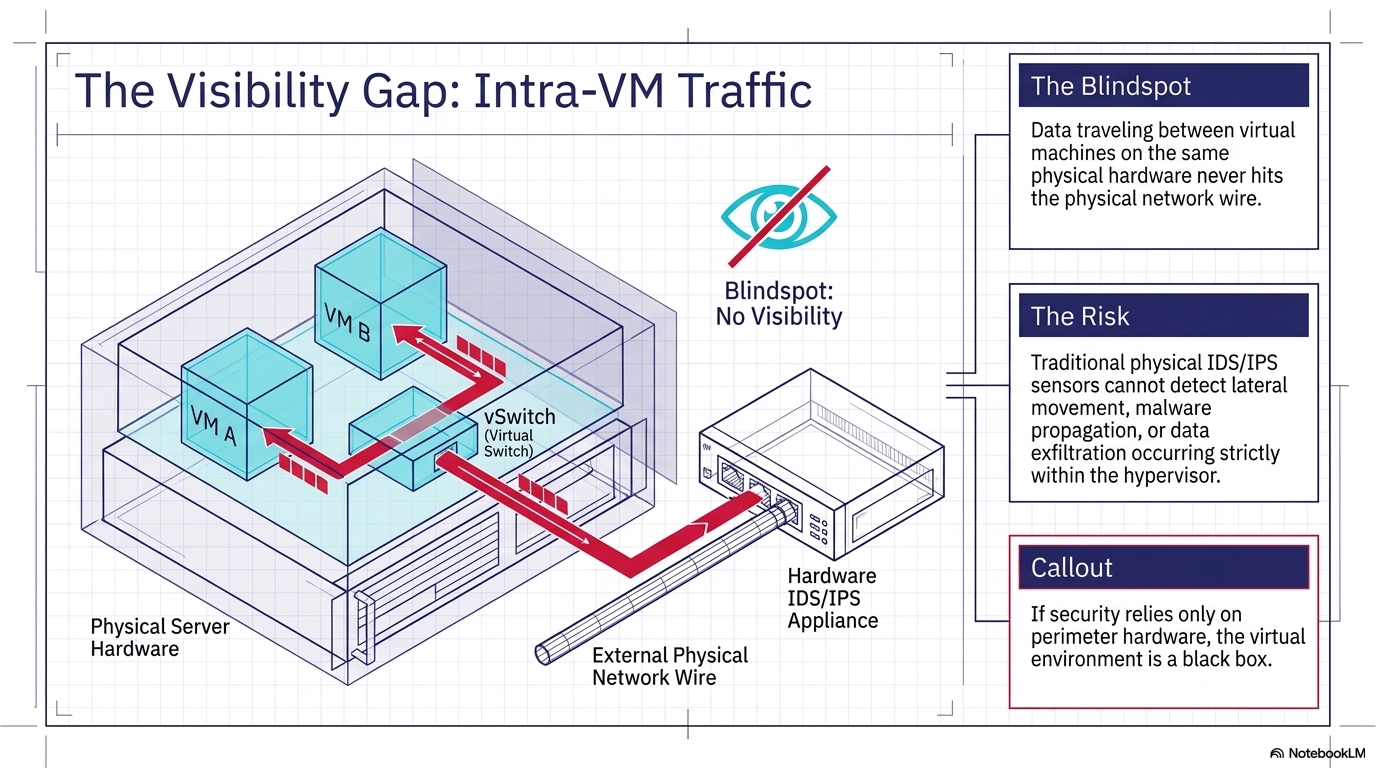 The Visibility Gap: Intra-VM Traffic
VM B
VM A
vSwitch
(Virtual
Switch)
Blindspot:
No Visibility
Physical Server
Hardware
External Physical
Network Wire
Hardware
IDS/IPS
Appliance
The Blindspot
Data traveling between virtual
machines on the same
physical hardware never hits
the physical network wire.
The Risk
Traditional physical IDS/IPS
sensors cannot detect lateral
movement, malware
propagation, or data
exfiltration occurring strictly
within the hypervisor.
Callout
If security relies only on
perimeter hardware, the virtual
environment is a black box.
NotebookLM